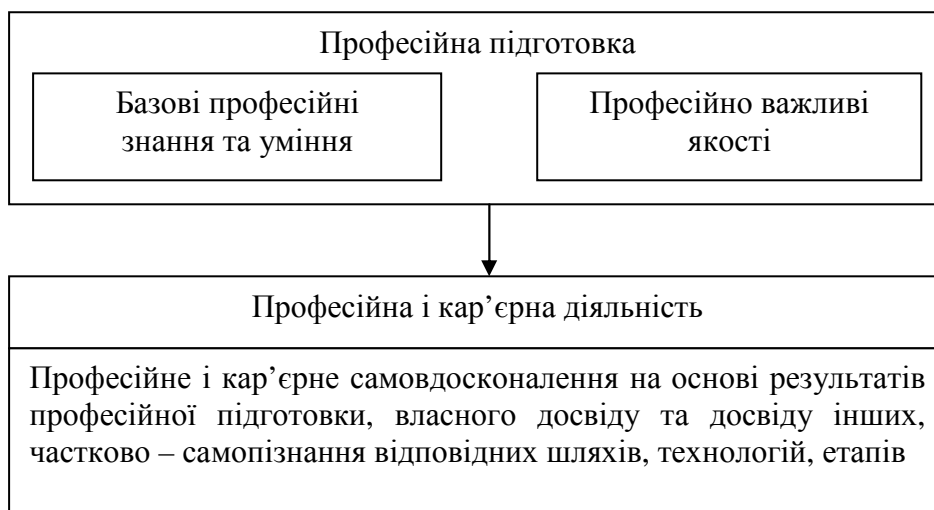 Професійна підготовка
Базові професійні
знання та уміння
Професійно важливі
якості
Професійна і кар’єрна діяльність
Професійне і кар’єрне самовдосконалення на основі результатів
професійної підготовки, власного досвіду та досвіду інших,
частково – самопізнання відповідних шляхів, технологій, етапів